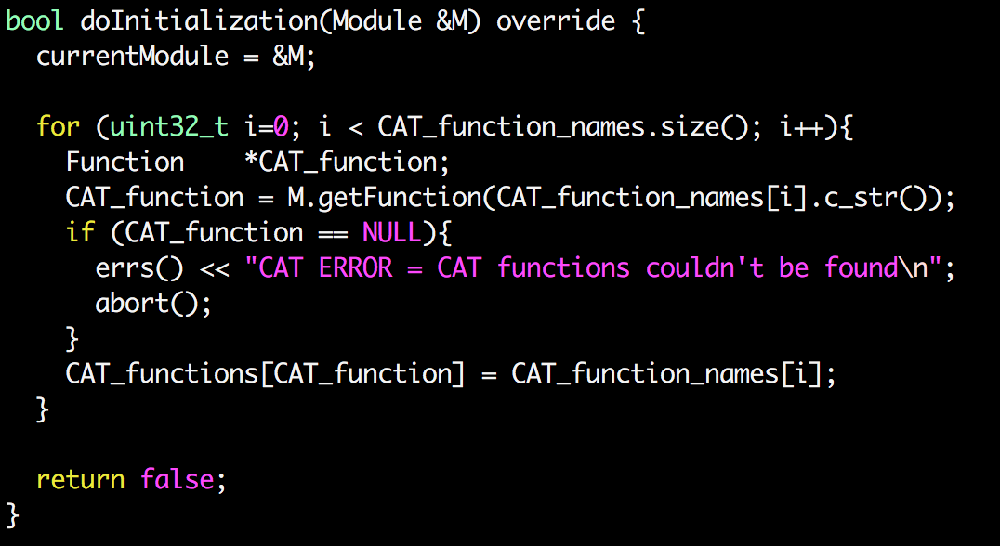 bool doInitialization(Module &M) override {
  currentModule = &M;

  for (uint32_t i=0; i < CAT_function_names.size(); i++){
    Function    *CAT_function;
    CAT_function = M.getFunction(CAT_function_names[i].c_str());
    if (CAT_function == NULL){
      errs() << "CAT ERROR = CAT functions couldn't be found\n";
      abort();
    }
    CAT_functions[CAT_function] = CAT_function_names[i];
  }

  return false;
}